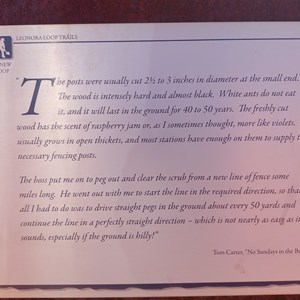 LEONORA LOOP TRAILS
NEW
OOP
"The posts were usually cut 2½ to 3 inches in diameter at the small end.
The wood is intensely hard and almost black. White ants do not eat
it, and it will last in the ground for 40 to 50 years. The freshly cut
wood has the scent of raspberry jam or, as I sometimes thought, more like violets.
usually grows in open thickets, and most stations have enough on them to supply t
necessary fencing posts.
The boss put me on to peg out and clear the scrub from a new line of fence some
miles long. He went out with me to start the line in the required direction, so tha
all I had to do was to drive straight pegs in the ground about every 50 yards and
continue the line in a perfectly straight direction – which is not nearly as easy as i
sounds, especially if the ground is hilly!"
Tom Carter, "No Sundays in the B